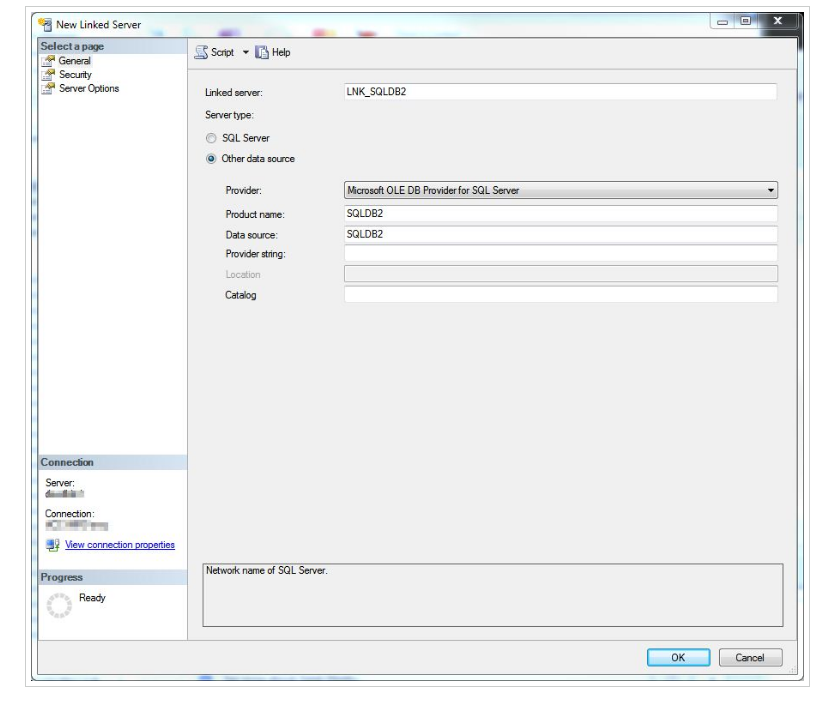 New Linked Server
Select a page
General
Security
Server Options
Script Help
Linked server: LNK_SQLDB2
Server type:
SQL Server
Other data source
Provider: Microsoft OLE DB Provider for SQL Server
Product name: SQLDB2
Data source: SQLDB2
Provider string:
Location
Catalog
Connection
Server:
Connection:
View connection properties
Progress
Ready
Network name of SQL Server.
OK Cancel